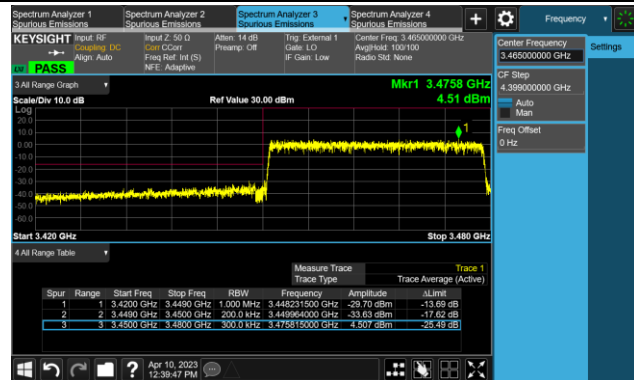 Spectrum Analyzer 1 Spectrum Analyzer 2 Spectrum Analyzer 3 Spectrum Analyzer 4 Frequency
Spurious Emissions Spurious Emissions Spurious Emissions Spurious Emissions
KEYSIGHT Input: RF Input Z: 50 Ω Atten: 14 dB Trig: External 1 Center Freq: 3.465000000 GHz
Coupling: DC Corr CCorr Preamp: Off Gate: LO Avg|Hold: 100/100
Align: Auto Freq Ref: Int (S) IF Gain: Low Radio Std: None
NFE: Adaptive
PASS
Center Frequency Settings
3.465000000 GHz
CF Step
4.399000000 GHz
Auto
Man
Freq Offset
0 Hz
3 All Range Graph Mkr1 3.4758 GHz
Scale/Div 10.0 dB Ref Value 30.00 dBm 4.51 dBm
Log
20.0
10.0
0.00
-10.0
-20.0
-30.0
-40.0
-50.0
-60.0
1
Start 3.420 GHz Stop 3.480 GHz
4 All Range Table
Measure Trace Trace 1
Trace Type Trace Average (Active)
Spur Range Start Freq Stop Freq RBW Frequency Amplitude ΔLimit
1 1 3.4200 GHz 3.4490 GHz 1.000 MHz 3.448231500 GHz -29.70 dBm -13.69 dB
2 2 3.4490 GHz 3.4500 GHz 200.0 kHz 3.449964000 GHz -33.63 dBm -17.62 dB
3 3 3.4500 GHz 3.4800 GHz 300.0 kHz 3.475815000 GHz 4.507 dBm -25.49 dB
Apr 10, 2023
12:39:47 PM